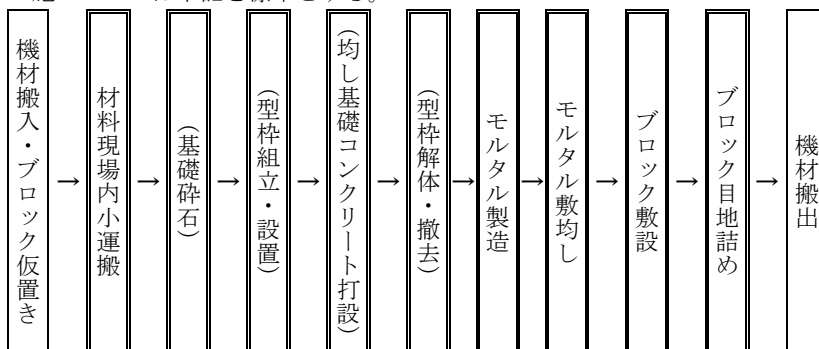 機材搬入・ブロック仮置き
→
材料現場内小運搬
→
(基礎砕石)
→
(型枠組立・設置)
→
(均し基礎コンクリート打設)
→
(型枠解体・撤去)
→
モルタル製造
→
モルタル敷均し
→
ブロック敷設
→
ブロック目地詰め
→
機材搬出